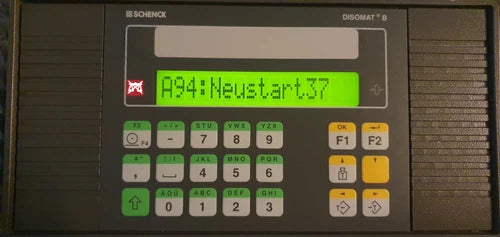 SCHENCK DISOMAT® B
A94:Neustart37
F3 + / * STU VWX YZ& OK
F4 - 7 8 9 F1 F2
JKL MNO PQR
, 4 5 6
ÄÖÜ ABC DEF GHI
0 1 2 3